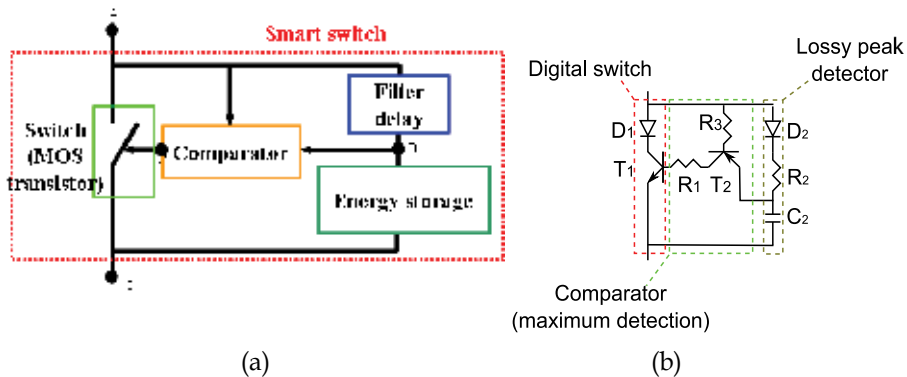 Smart switch
Filter
delay
Switch
(MOS
transistor)
Comparator
Energy storage
(a)
Lossy peak
detector
Digital switch
D1
R3
D2
T1
R1
T2
R2
C2
Comparator
(maximum detection)
(b)